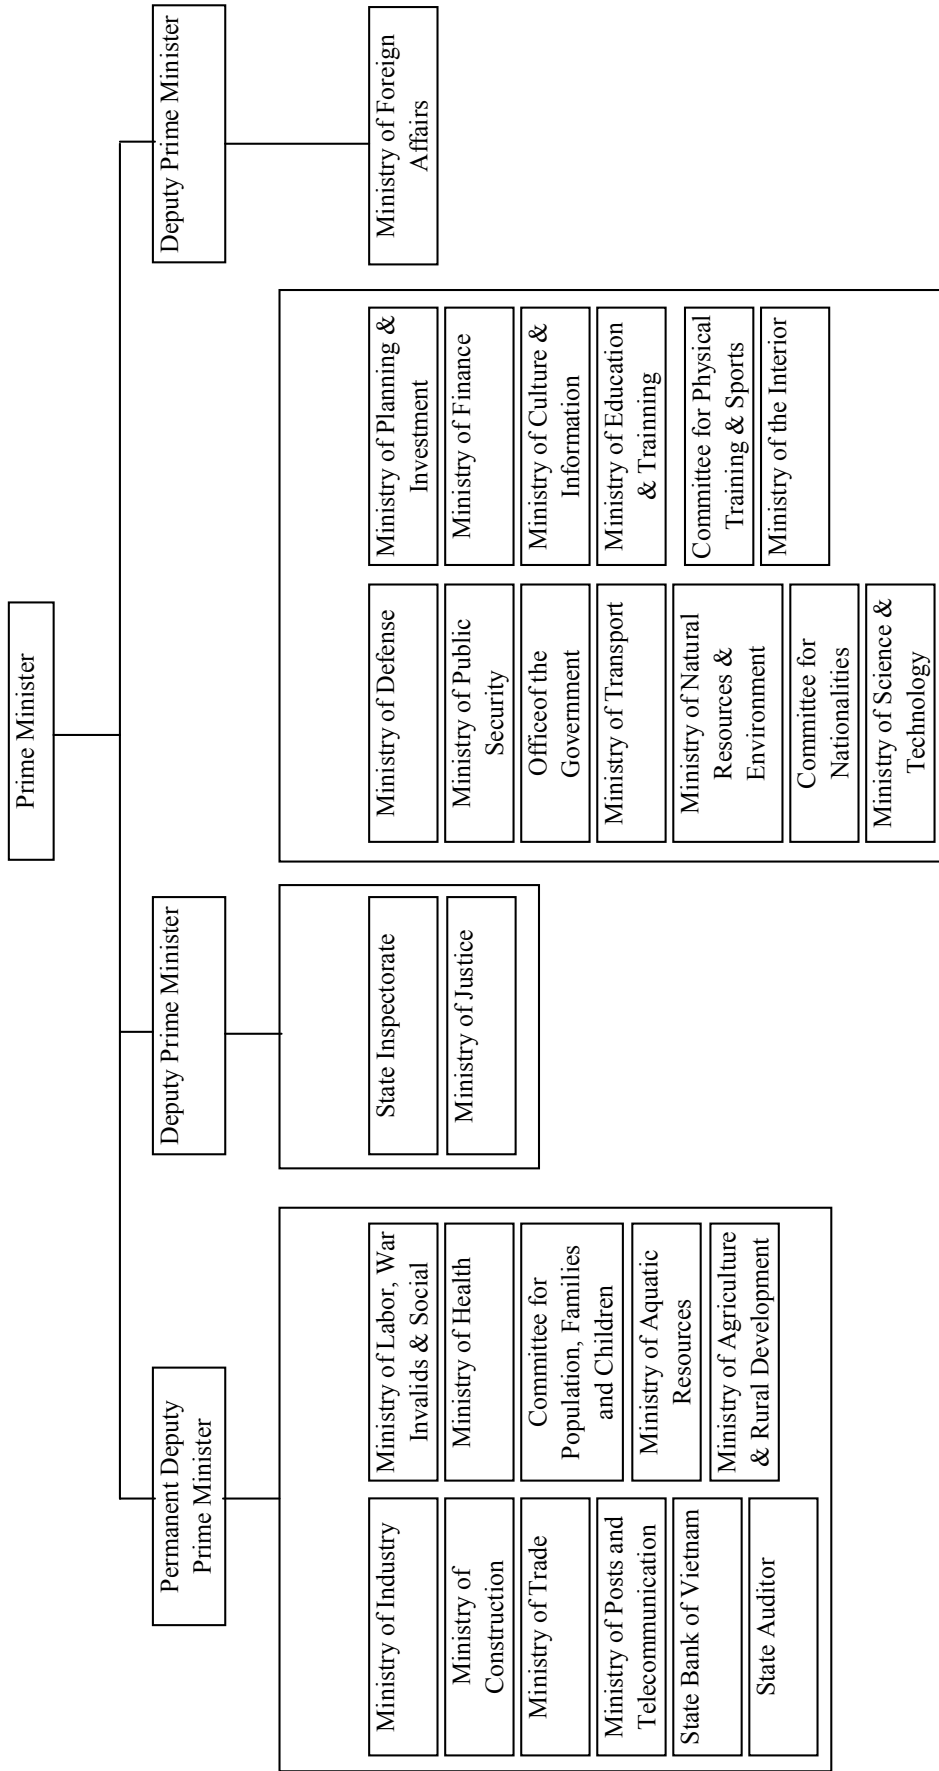 Prime Minister
Permanent Deputy
Prime Minister
Deputy Prime Minister
Deputy Prime Minister
Ministry of Industry
Ministry of
Construction
Ministry of Trade
Ministry of Posts and
Telecommunication
State Bank of Vietnam
State Auditor
Ministry of Labor, War
Invalids & Social
Ministry of Health
Committee for
Population, Families
and Children
Ministry of Aquatic
Resources
Ministry of Agriculture
& Rural Development
State Inspectorate
Ministry of Justice
Ministry of Defense
Ministry of Public
Security
Officeof the
Government
Ministry of Transport
Ministry of Natural
Resources &
Environment
Committee for
Nationalities
Ministry of Science &
Technology
Ministry of Planning &
Investment
Ministry of Finance
Ministry of Culture &
Information
Ministry of Education
& Trainning
Committee for Physical
Training & Sports
Ministry of the Interior
Ministry of Foreign
Affairs